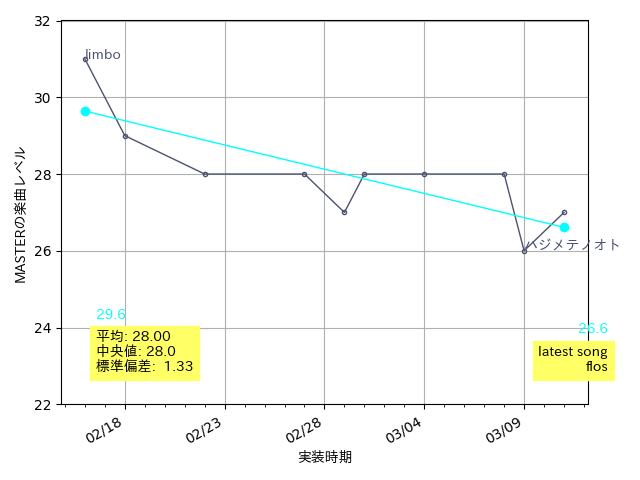 32
30
28
26
24
22
MASTERの楽曲レベル
limbo
ハジメテノオト
29.6
26.6
平均: 28.00
中央値: 28.0
標準偏差: 1.33
latest song
flos
02/18
02/23
02/28
03/04
03/09
実装時期